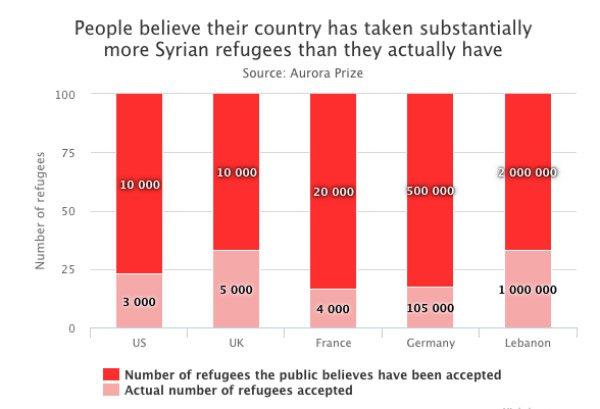 People believe their country has taken substantially
more Syrian refugees than they actually have
Source: Aurora Prize
Number of refugees
100
75
50
25
0
10 000
10 000
20 000
500 000
2 000 000
3 000
5 000
4 000
105 000
1 000 000
US
UK
France
Germany
Lebanon
Number of refugees the public believes have been accepted
Actual number of refugees accepted